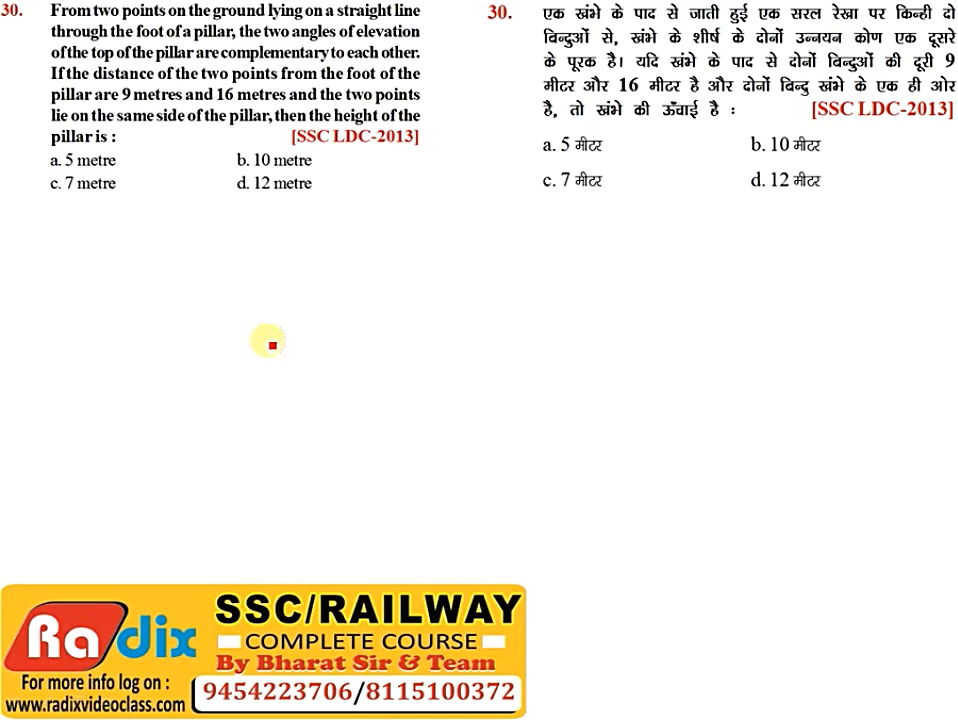 30. From two points on the ground lying on a straight line
through the foot of a pillar, the two angles of elevation
of the top of the pillar are complementary to each other.
If the distance of the two points from the foot of the
pillar are 9 metres and 16 metres and the two points
lie on the same side of the pillar, then the height of the
pillar is : [SSC LDC-2013]
a. 5 metre b. 10 metre
c. 7 metre d. 12 metre
30. एक खंभे के पाद से जाती हुई एक सरल रेखा पर किन्ही दो
बिन्दुओं से, खंभे के शीर्ष के दोनों उन्नयन कोण एक दूसरे
के पूरक है। यदि खंभे के पाद से दोनों बिन्दुओं की दूरी 9
मीटर और 16 मीटर है और दोनों बिन्दु खंभे के एक ही ओर
है, तो खंभे की ऊँचाई है : [SSC LDC-2013]
a. 5 मीटर b. 10 मीटर
c. 7 मीटर d. 12 मीटर
Radix
For more info log on :
www.radixvideoclass.com
SSC/RAILWAY
COMPLETE COURSE
By Bharat Sir & Team
9454223706/8115100372